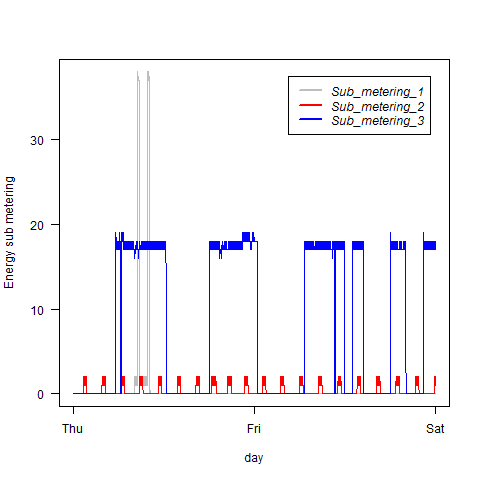 Sub_metering_1
Sub_metering_2
Sub_metering_3
Energy sub metering
30
20
10
0
Thu Fri Sat
day